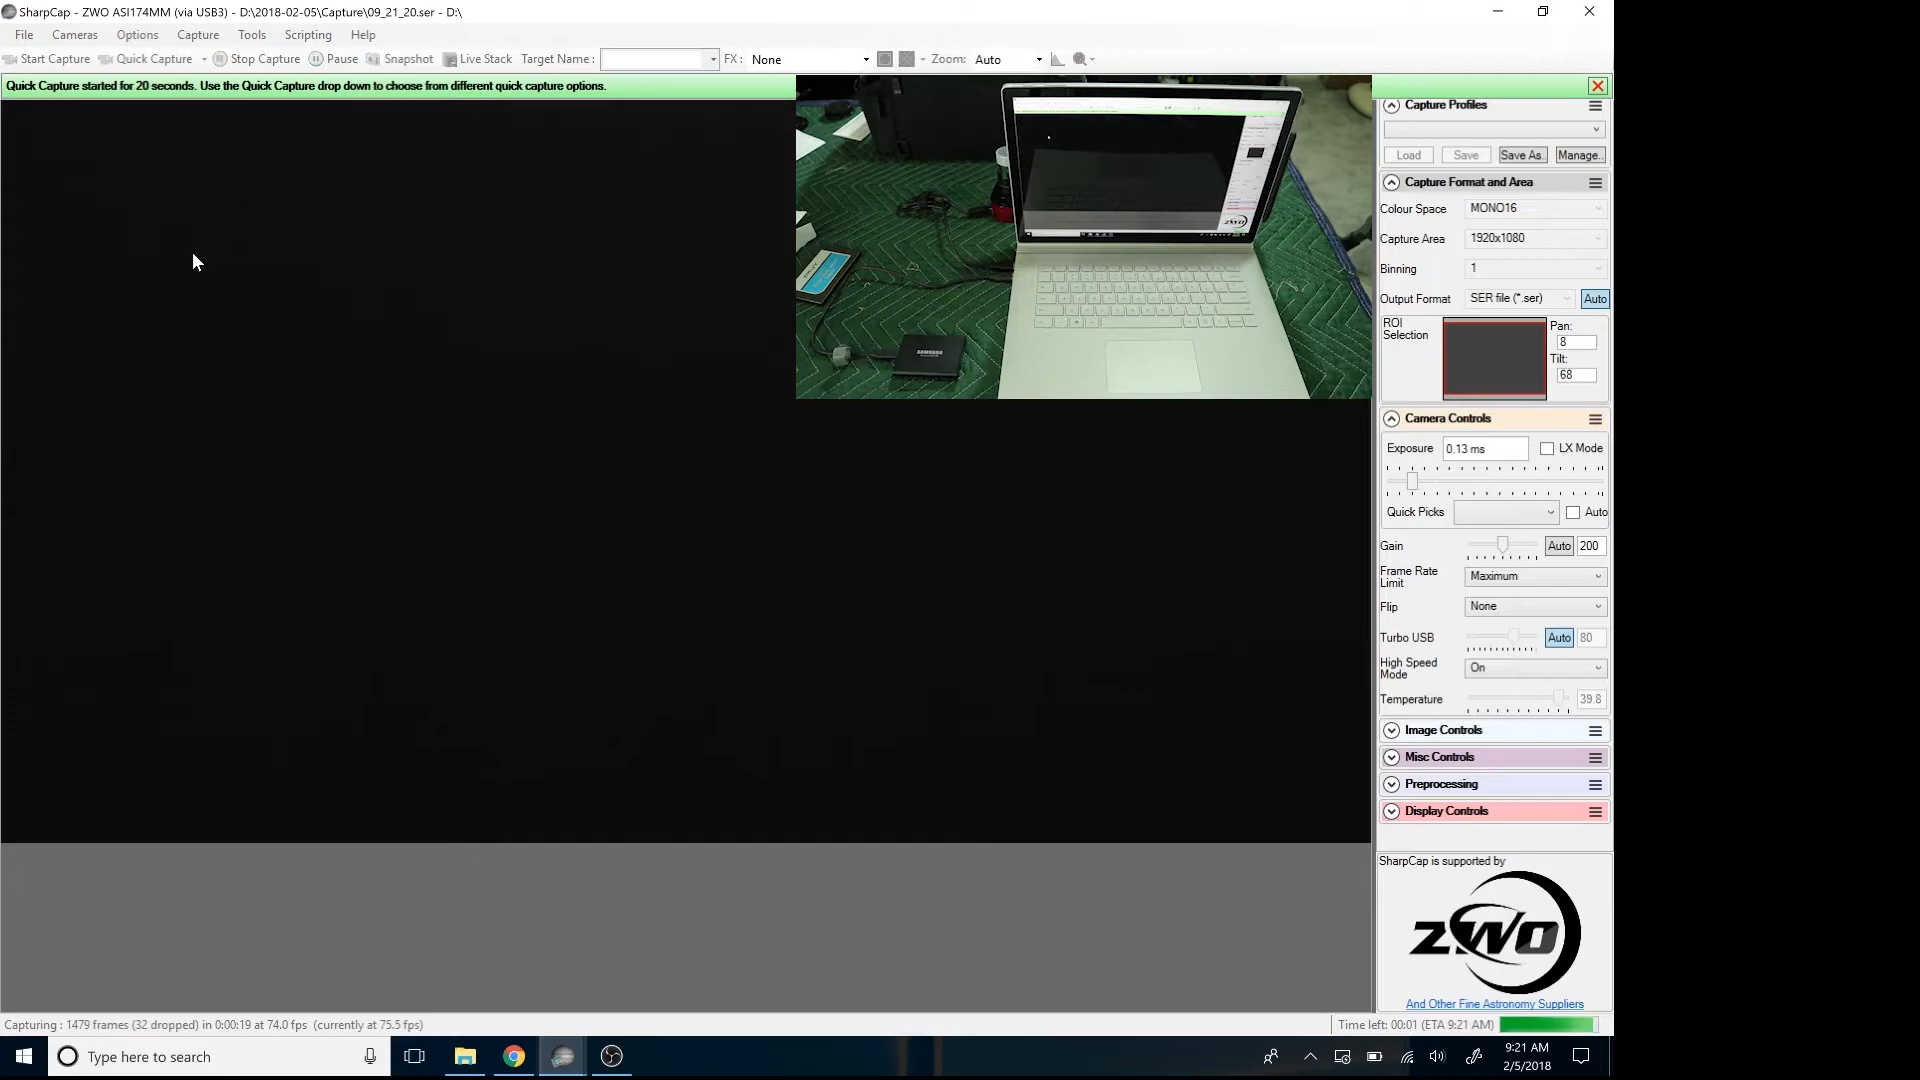 SharpCap - ZWO ASI174MM (via USB3) - D:\2018-02-05\Capture\09_21_20.ser - D:\
File Cameras Options Capture Tools Scripting Help
Start Capture Quick Capture Stop Capture Pause Snapshot Live Stack Target Name : FX : None Zoom: Auto
Quick Capture started for 20 seconds. Use the Quick Capture drop down to choose from different quick capture options.
Capture Profiles
Load Save Save As.. Manage..
Capture Format and Area
Colour Space MONO16
Capture Area 1920x1080
Binning 1
Output Format SER file (*.ser) Auto
ROI Selection
Pan:
8
Tilt:
68
SAMSUNG
Camera Controls
Exposure 0.13 ms LX Mode
Quick Picks Auto
Gain Auto 200
Frame Rate Limit Maximum
Flip None
Turbo USB Auto 80
High Speed Mode On
Temperature 39.8
Image Controls
Misc Controls
Preprocessing
Display Controls
SharpCap is supported by
ZWO
And Other Fine Astronomy Suppliers
Capturing : 1479 frames (32 dropped) in 0:00:19 at 74.0 fps (currently at 75.5 fps)
Time left: 00:01 (ETA 9:21 AM)
Type here to search
9:21 AM
2/5/2018